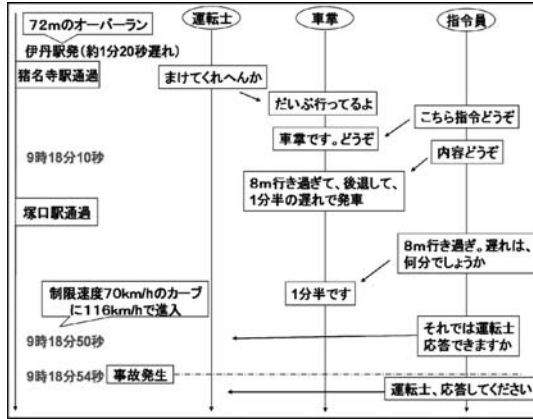 72mのオーバーラン
運転士
車掌
指令員
伊丹駅発(約1分20秒遅れ)
猪名寺駅通過
まけてくれへんか
だいぶ行ってるよ
こちら指令どうぞ
車掌です。どうぞ
内容どうぞ
9時18分10秒
8m行き過ぎて、後退して、
1分半の遅れで発車
塚口駅通過
8m行き過ぎ。遅れは、
何分でしょうか
1分半です
制限速度70km/hのカーブ
に116km/hで進入
それでは運転士
応答できますか
9時18分50秒
9時18分54秒
事故発生
運転士、応答してください